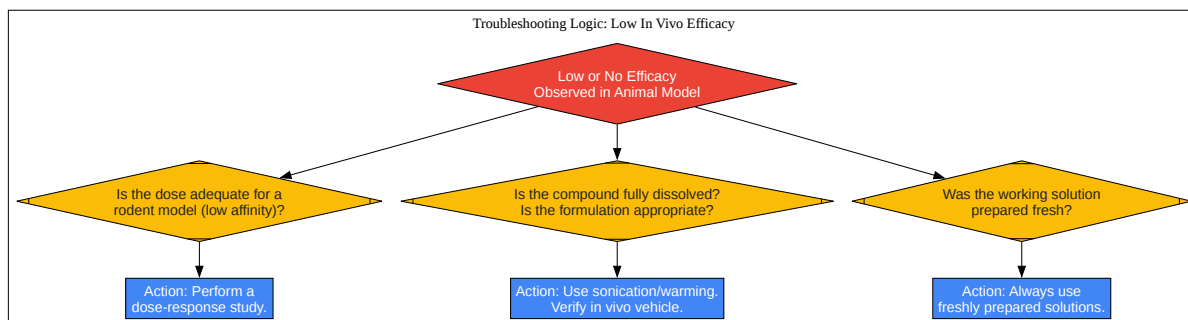 Troubleshooting Logic: Low In Vivo Efficacy
Low or No Efficacy
Observed in Animal Model
Is the dose adequate for a
rodent model (low affinity)?
Is the compound fully dissolved?
Is the formulation appropriate?
Was the working solution
prepared fresh?
Action: Perform a
dose-response study.
Action: Use sonication/warming.
Verify in vivo vehicle.
Action: Always use
freshly prepared solutions.